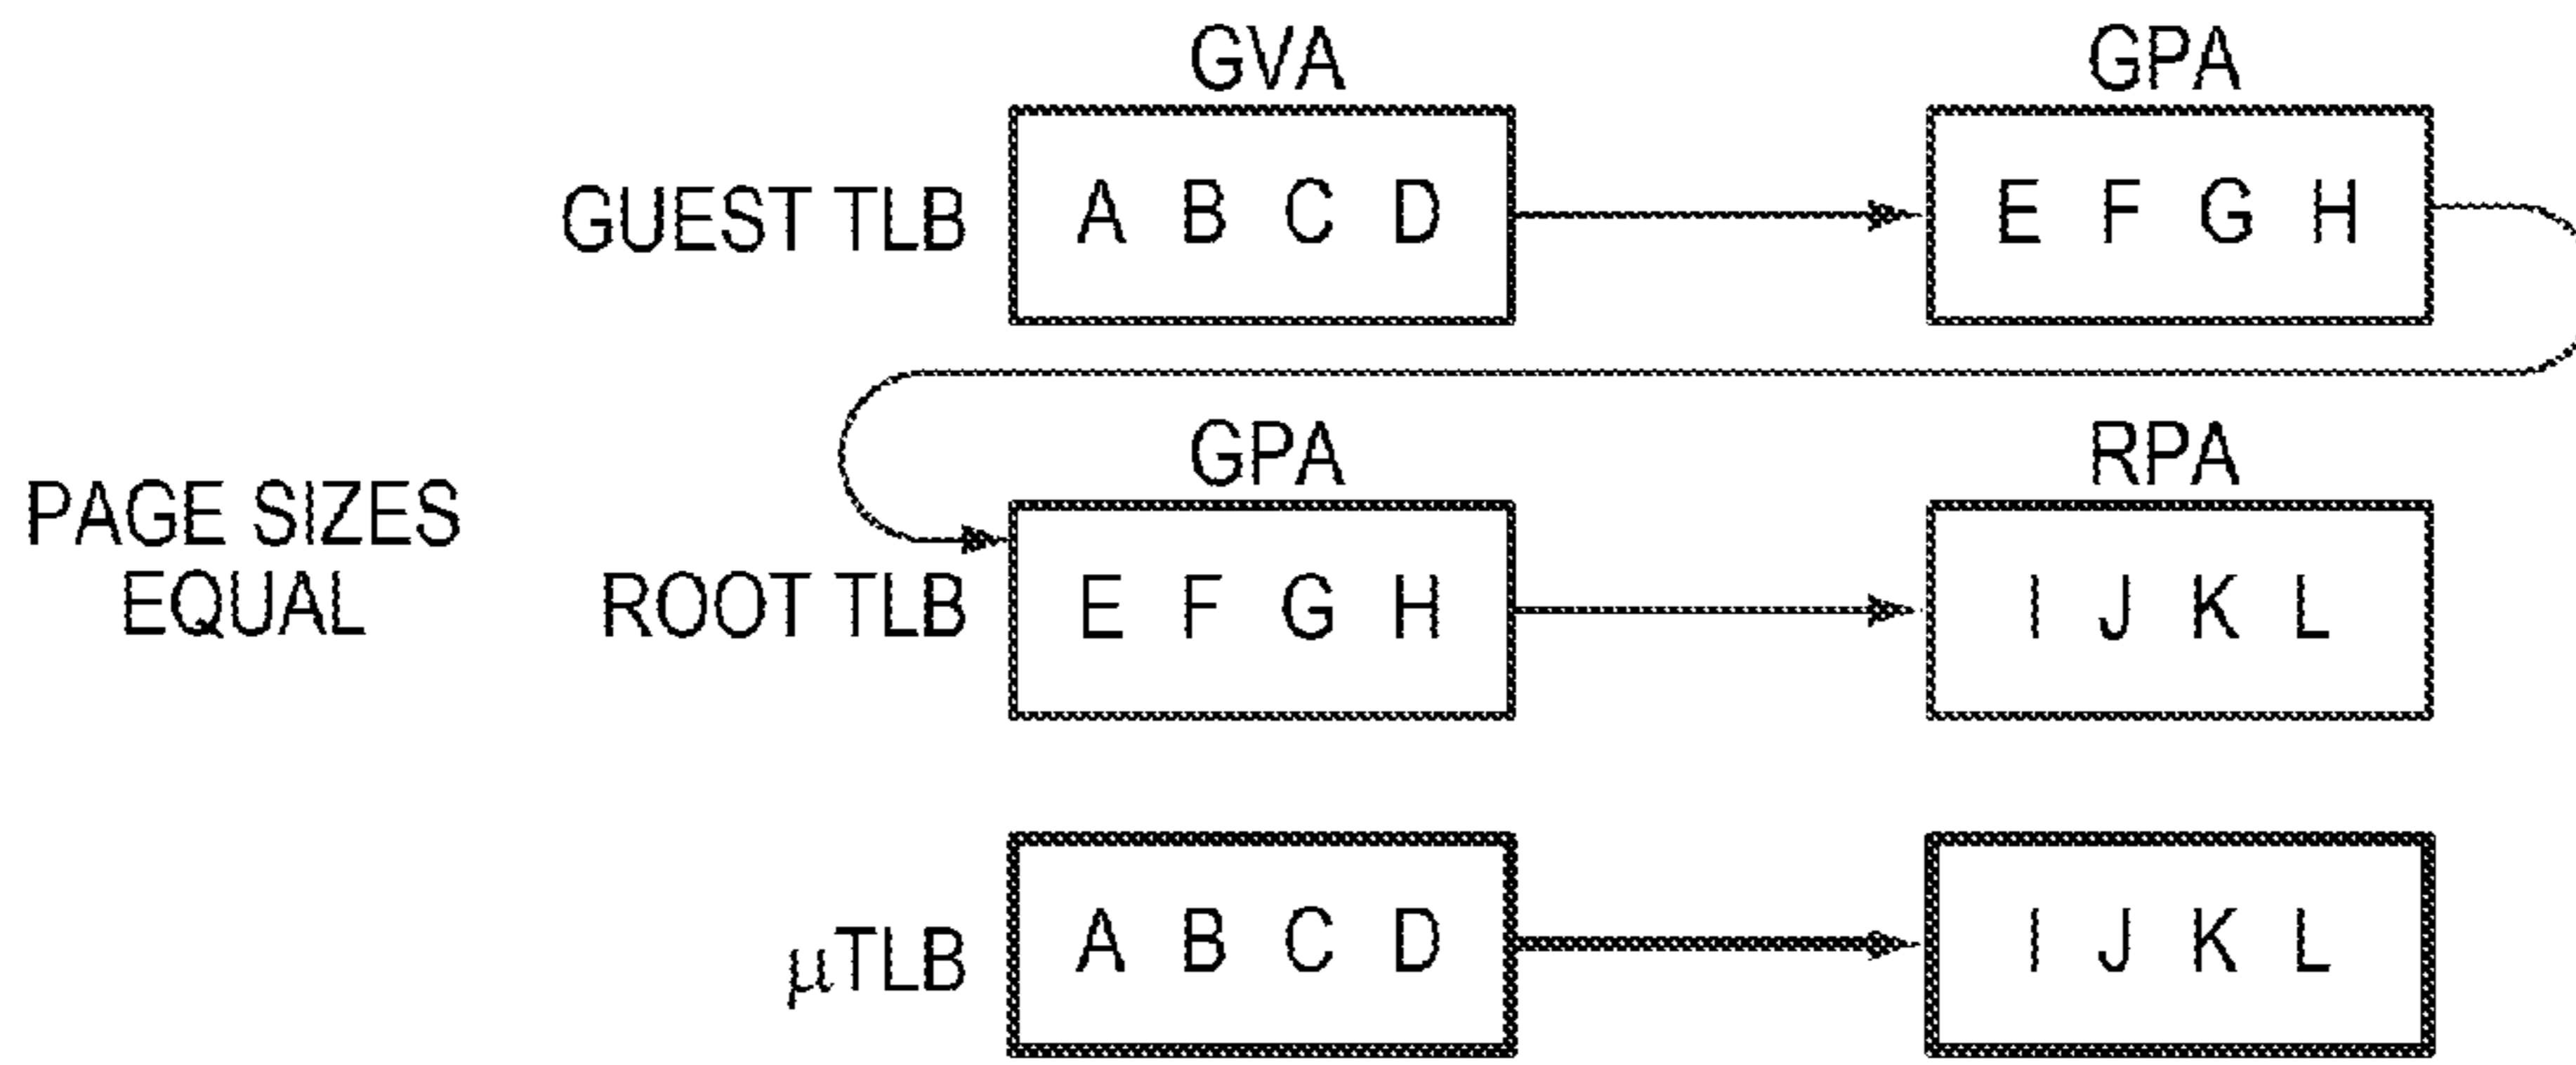 GVA GPA
GUEST TLB A B C D E F G H
GPA RPA
PAGE SIZES
EQUAL
ROOT TLB E F G H I J K L
μTLB A B C D I J K L